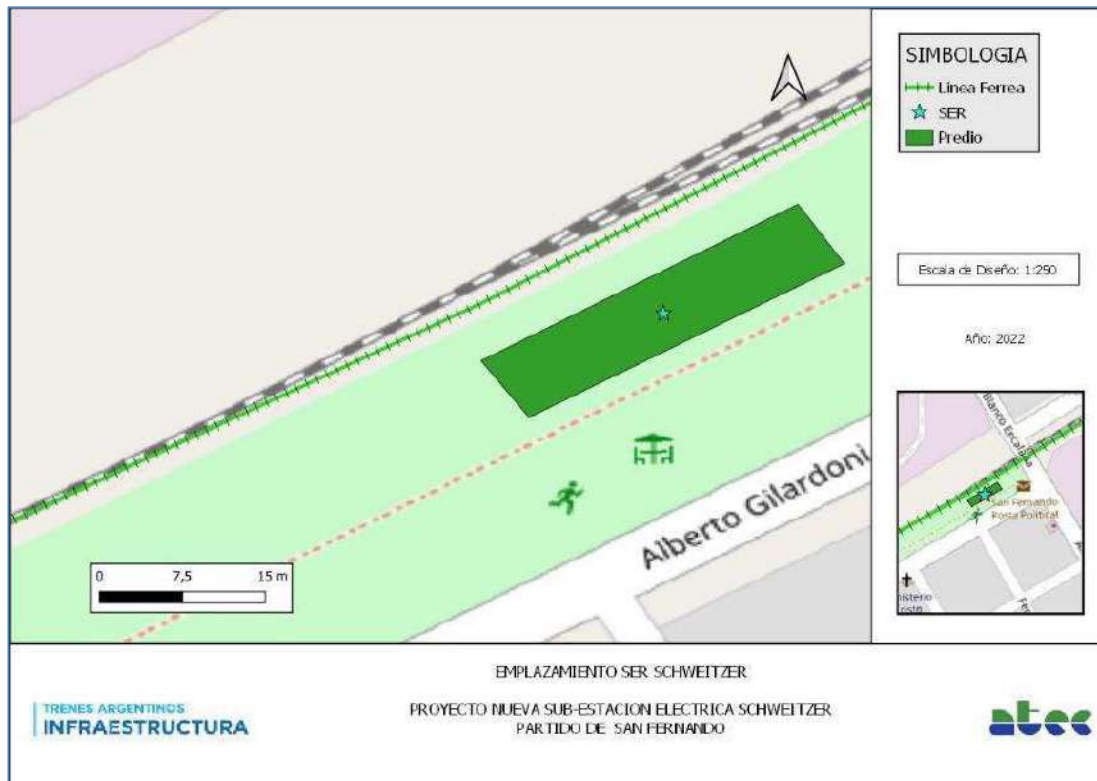 SIMBOLOGIA
Linea Ferrea
SER
Predio
Escala de Diseño: 1:250
Año: 2022
Alberto Gilardoni
0 7,5 15 m
Blanco Encalada
San Fernando
Posta Political
EMPLAZAMIENTO SER SCHWEITZER
PROYECTO NUEVA SUB-ESTACION ELECTRICA SCHWEITZER
PARTIDO DE SAN FERNANDO
TRENES ARGENTINOS
INFRAESTRUCTURA
atec